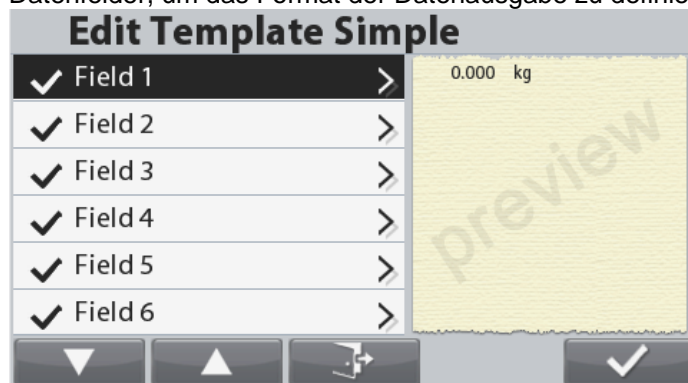 Datenfelder, um das Format der Datenausgabe zu definie
Edit Template Simple
Field 1
0.000 kg
Field 2
Field 3
Field 4
Field 5
Field 6
preview